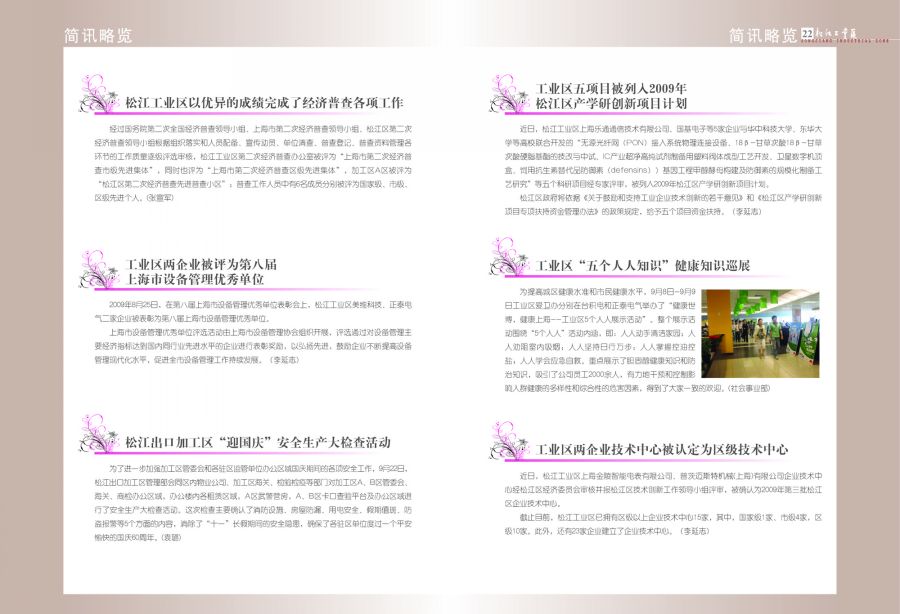 简讯略览
松江工业区以优异的成绩完成了经济普查各项工作
经过国务院第二次全国经济普查领导小组、上海市第二次经济普查领导小组、松江区第二次
经济普查领导小组根据组织落实和人员配备、宣传动员、单位清查、普查登记、普查资料管理各
环节的工作质量逐级评选审核，松江工业区第二次经济普查办公室被评为“上海市第二次经济普
查市级先进集体”，同时也评为“上海市第二次经济普查区级先进集体”，加工区A区被评为
“松江区第二次经济普查先进普查小区”；普查工作人员中有6名成员分别被评为国家级、市级、
区级先进个人。(张宣军)
工业区两企业被评为第八届
上海市设备管理优秀单位
2009年8月25日，在第八届上海市设备管理优秀单位表彰会上，松江工业区美维科技、正泰电
气二家企业被表彰为第八届上海市设备管理优秀单位。
上海市设备管理优秀单位评选活动由上海市设备管理协会组织开展，评选通过对设备管理主
要经济指标达到国内同行业先进水平的企业进行表彰奖励，以弘扬先进，鼓励企业不断提高设备
管理现代化水平，促进全市设备管理工作持续发展。（李延志）
松江出口加工区“迎国庆”安全生产大检查活动
为了进一步加强加工区管委会和各驻区监管单位办公区域国庆期间的各项安全工作，9月22日，
松江出口加工区管理部会同区内物业公司、加工区海关、检验检疫等部门对加工区A、B区管委会、
海关、商检办公区域、办公楼内各租赁区域，A区武警营房，A、B区卡口查验平台及办公区域进
行了安全生产大检查活动。这次检查主要确认了消防设施、房屋防漏、用电安全、假期值班、防
盗报警等5个方面的内容，消除了“十一”长假期间的安全隐患，确保了各驻区单位度过一个平安
愉快的国庆60周年。(袁璐)
简讯略览 22 松江工业区
SONGJIANG INDUSTRIAL ZONE
工业区五项目被列入2009年
松江区产学研创新项目计划
近日，松江工业区上海乐通通信技术有限公司、国基电子等5家企业与华中科技大学、东华大
学等高校联合开发的“无源光纤网（PON）接入系统物理连接设备、18β-甘草次酸18β-甘草
次酸硬脂基酯的技改与中试、IC产业超净高纯试剂制备用塑料阀体成型工艺开发、卫星数字机顶
盒、饲用抗生素替代品防御素（defensins））基因工程甲醇酵母构建及防御素的规模化制备工
艺研究”等五个科研项目经专家评审，被列入2009年松江区产学研创新项目计划。
松江区政府将依据《关于鼓励和支持工业企业技术创新的若干意见》和《松江区产学研创新
项目专项扶持资金管理办法》的政策规定，给予五个项目资金扶持。（李延志）
工业区“五个人人知识”健康知识巡展
为提高城区健康水准和市民健康水平，9月8日-9月9
日工业区爱卫办分别在台积电和正泰电气举办了“健康世
博，健康上海--工业区5个人人展示活动”。整个展示活
动围绕“5个人人”活动内涵，即：人人动手清洁家园；人
人劝阻室内吸烟；人人坚持日行万步；人人掌握控油控
盐；人人学会应急自救。重点展示了胆固醇健康知识和防
治知识，吸引了公司员工2000余人，有力地干预和控制影
响人群健康的多样性和综合性的危害因素，得到了大家一致的欢迎。(社会事业部)
工业区两企业技术中心被认定为区级技术中心
近日，松江工业区上海金陵智能电表有限公司、普茨迈斯特机械(上海)有限公司企业技术中
心经松江区经济委员会审核并报松江区技术创新工作领导小组评审，被确认为2009年第三批松江
区企业技术中心。
截止目前，松江工业区已拥有区级以上企业技术中心15家，其中，国家级1家、市级4家，区
级10家。此外，还有23家企业建立了企业技术中心。（李延志）